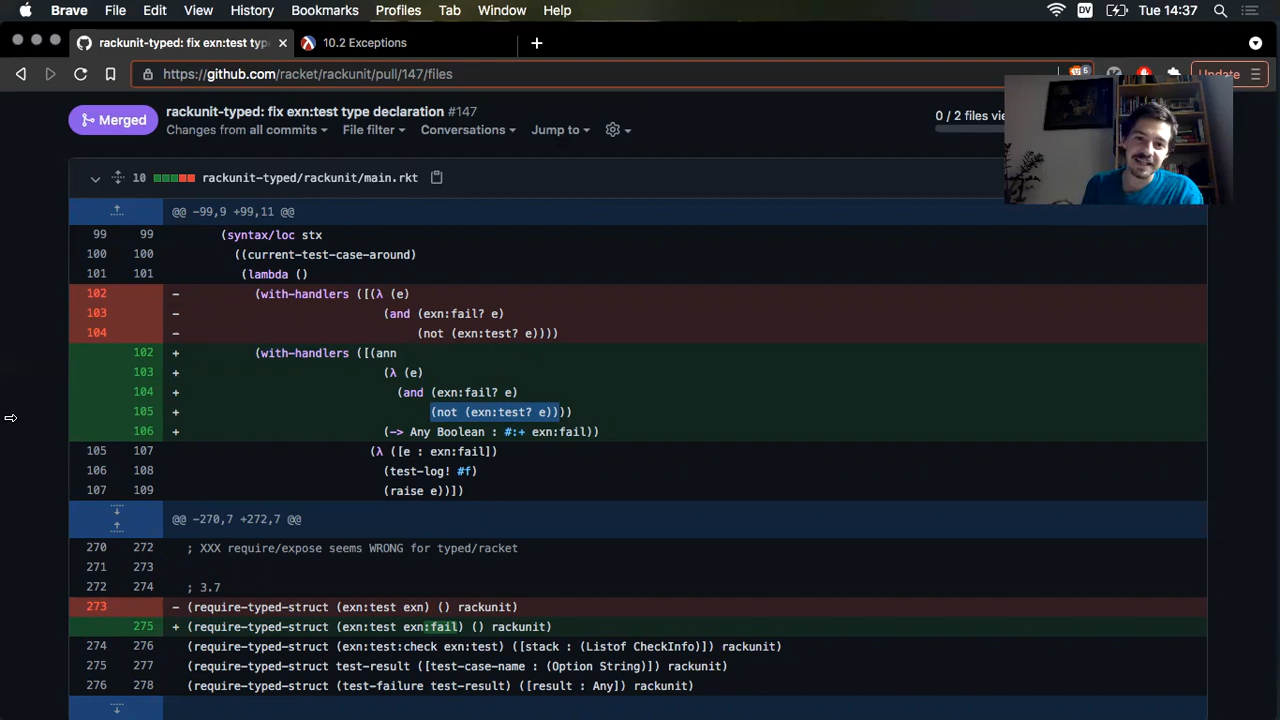 Brave File Edit View History Bookmarks Profiles Tab Window Help DV Tue 14:37
rackunit-typed: fix exn:test typ 10.2 Exceptions
https://github.com/racket/rackunit/pull/147/files 6 Update
Merged rackunit-typed: fix exn:test type declaration #147
Changes from all commits File filter Conversations Jump to 0 / 2 files vie
10 rackunit-typed/rackunit/main.rkt
@@ -99,9 +99,11 @@
99 99 (syntax/loc stx
100 100 ((current-test-case-around)
101 101 (lambda ()
102 - (with-handlers ([(λ (e)
103 - (and (exn:fail? e)
104 - (not (exn:test? e))))
102 + (with-handlers ([(ann
103 + (λ (e)
104 + (and (exn:fail? e)
105 + (not (exn:test? e))))
106 + (-> Any Boolean : #:+ exn:fail))
105 107 (λ ([e : exn:fail])
106 108 (test-log! #f)
107 109 (raise e))])
@@ -270,7 +272,7 @@
270 272 ; XXX require/expose seems WRONG for typed/racket
271 273
272 274 ; 3.7
273 - (require-typed-struct (exn:test exn) () rackunit)
275 + (require-typed-struct (exn:test exn:fail) () rackunit)
274 276 (require-typed-struct (exn:test:check exn:test) ([stack : (Listof CheckInfo)]) rackunit)
275 277 (require-typed-struct test-result ([test-case-name : (Option String)]) rackunit)
276 278 (require-typed-struct (test-failure test-result) ([result : Any]) rackunit)